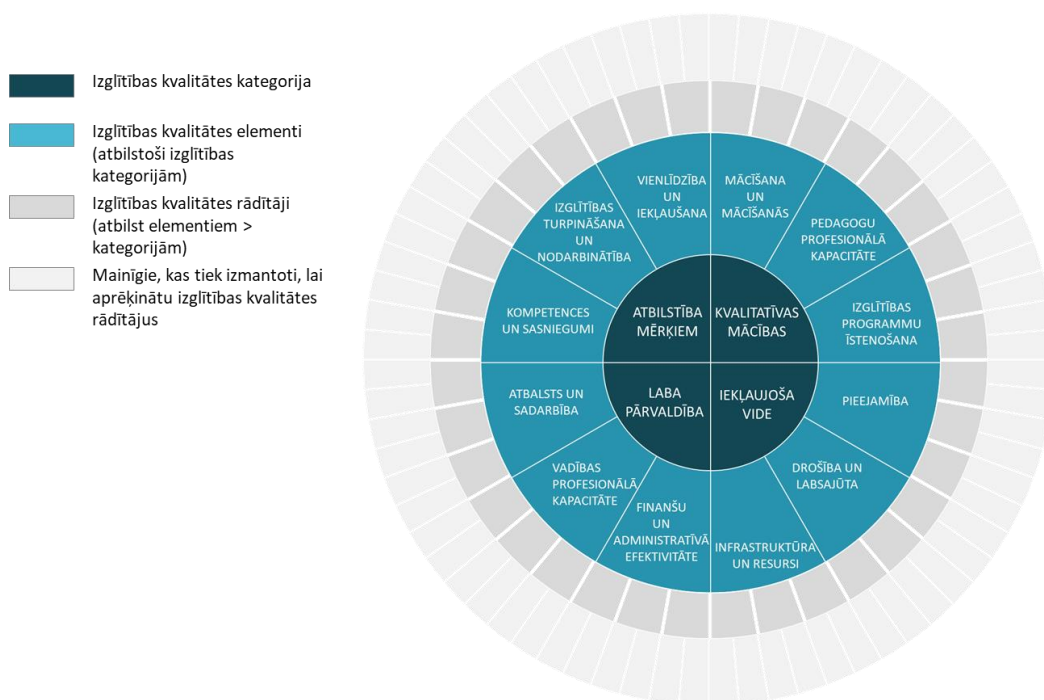 Izglītības kvalitātes kategorija
Izglītības kvalitātes elementi
(atbilstoši izglītības
kategorijām)
Izglītības kvalitātes rādītāji
(atbilst elementiem >
kategorijām)
Mainīgie, kas tiek izmantoti, lai
aprēķinātu izglītības kvalitātes
rādītājus
VIENLĪDZĪBA
UN
IEKĻAUŠANA
MĀCĪŠANA
UN
MĀCĪŠANĀS
IZGLĪTĪBAS
TURPINĀŠANA
UN
NODARBINĀTĪBA
PEDAGOGU
PROFESIONĀLĀ
KAPACITĀTE
KOMPETENCES
UN SASNIEGUMI
ATBILSTĪBA
MĒRĶIEM
KVALITATĪVAS
MĀCĪBAS
IZGLĪTĪBAS
PROGRAMMU
ĪSTENOŠANA
ATBALSTS UN
SADARBĪBA
LABA
PĀRVALDĪBA
IEKĻAUJOŠA
VIDE
PIEEJAMĪBA
VADĪBAS
PROFESIONĀLĀ
KAPACITĀTE
DROŠĪBA UN
LABSAJŪTA
FINANŠU
UN
ADMINISTRATĪVĀ
EFEKTIVITĀTE
INFRASTRUKTŪRA
UN RESURSI